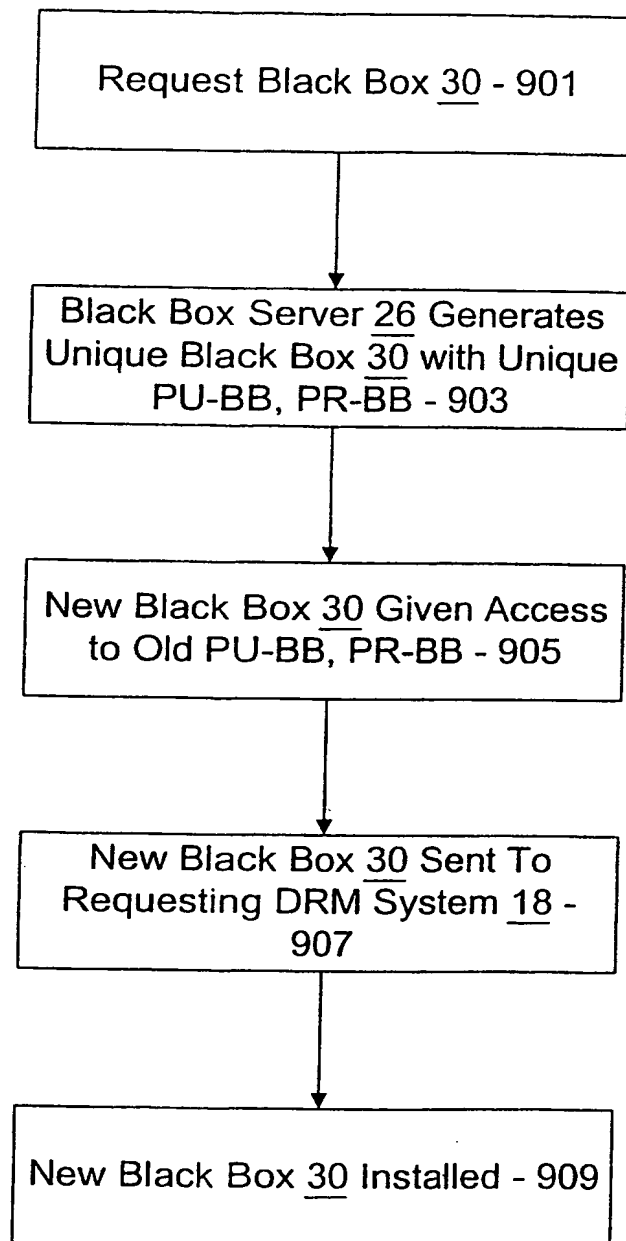 Request Black Box 30 - 901
Black Box Server 26 Generates
Unique Black Box 30 with Unique
PU-BB, PR-BB - 903
New Black Box 30 Given Access
to Old PU-BB, PR-BB - 905
New Black Box 30 Sent To
Requesting DRM System 18 -
907
New Black Box 30 Installed - 909